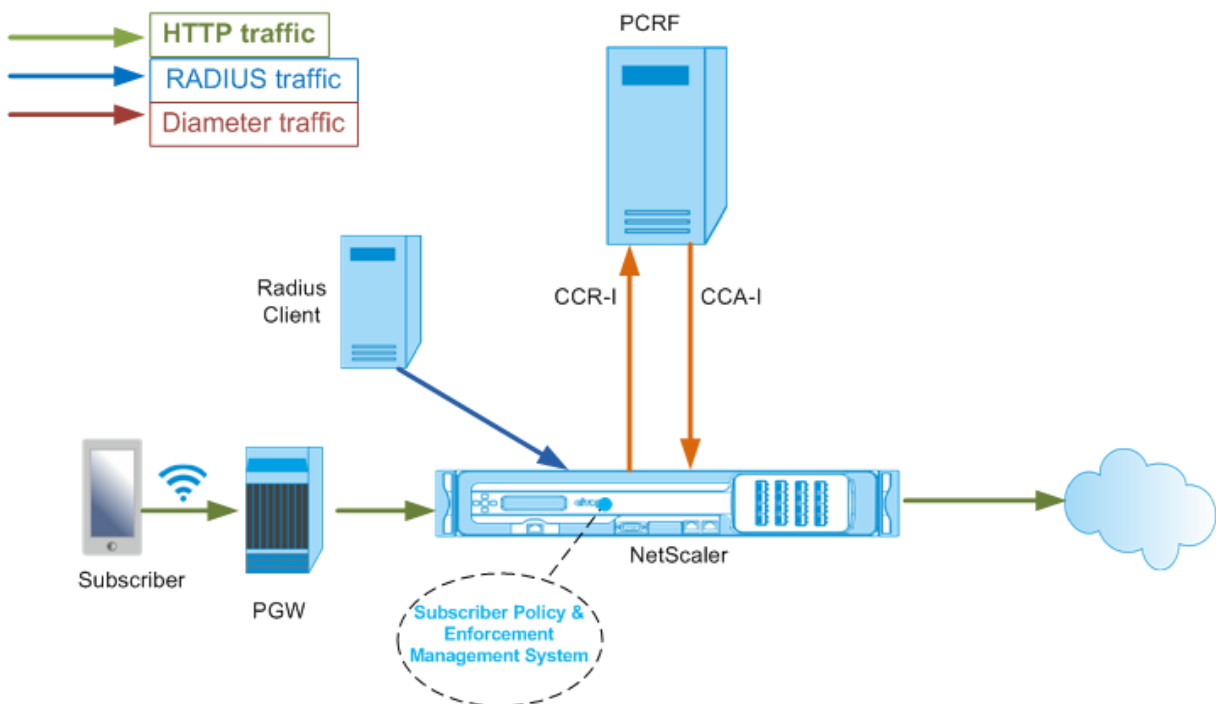 HTTP traffic
RADIUS traffic
Diameter traffic
PCRF
Radius
Client
CCR-I
CCA-I
Subscriber
PGW
NetScaler
Subscriber Policy &
Enforcement
Management System